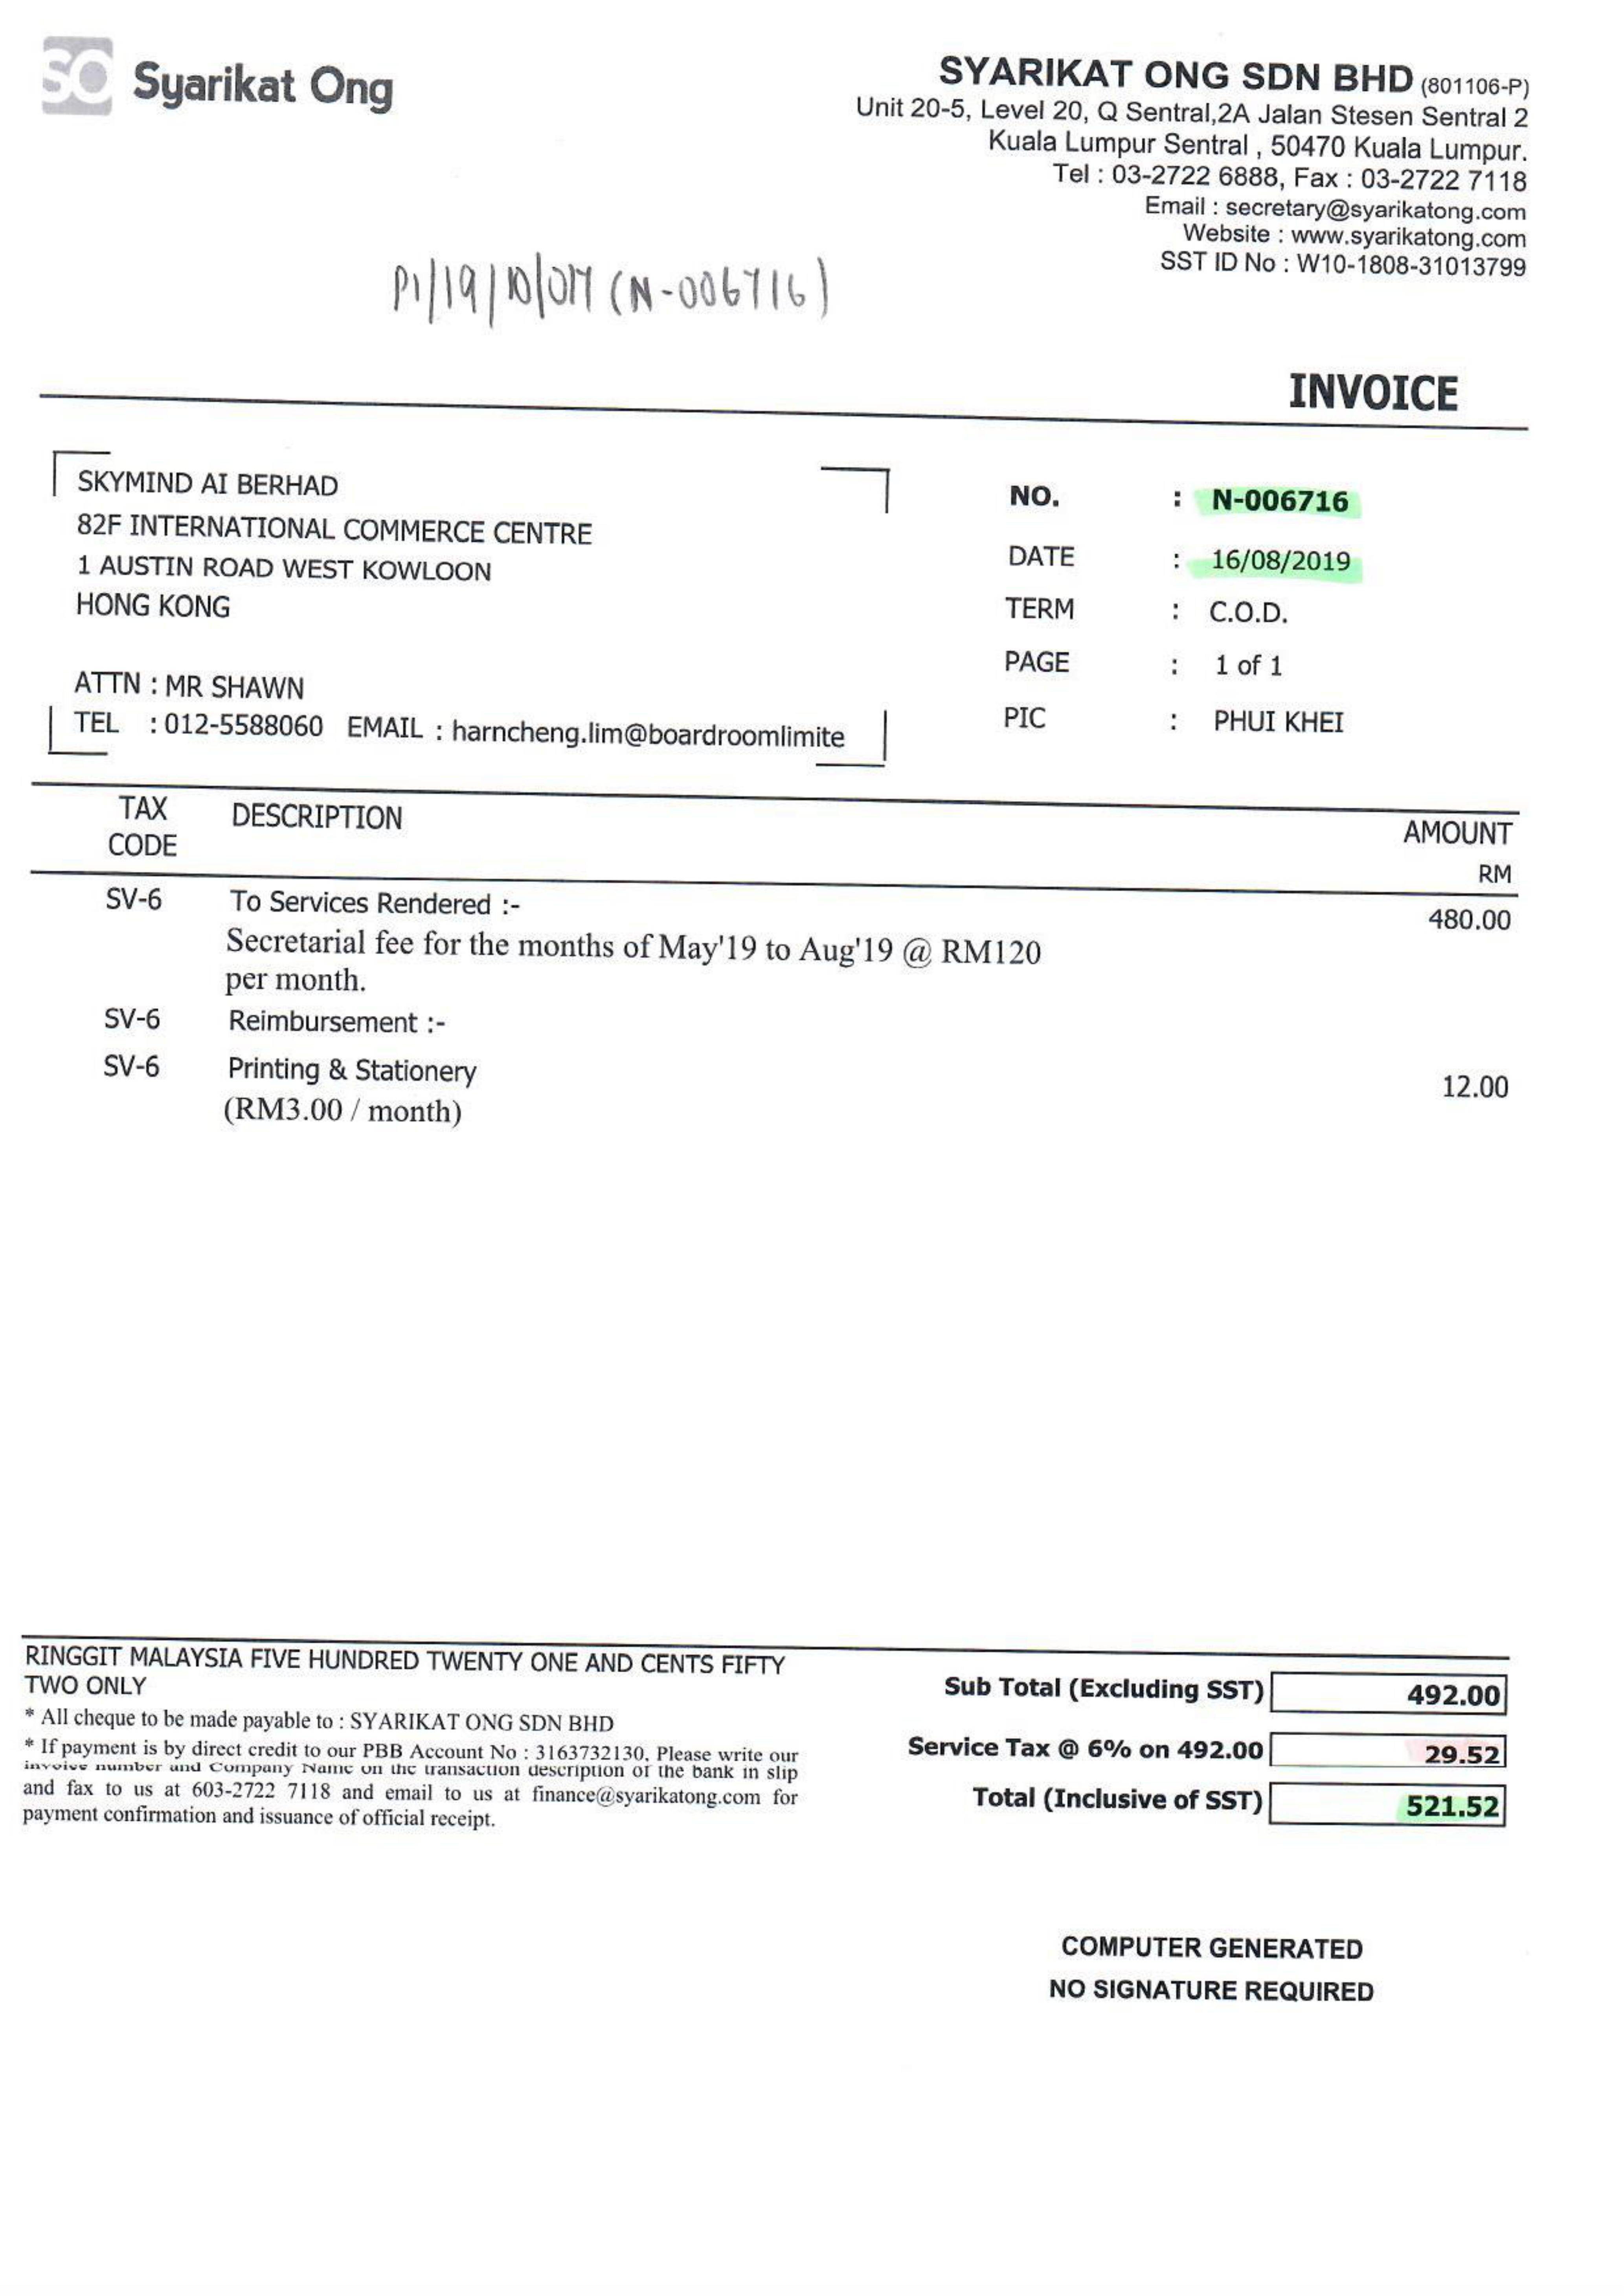 SO Syarikat Ong
SYARIKAT ONG SDN BHD (801106-P)
Unit 20-5, Level 20, Q Sentral,2A Jalan Stesen Sentral 2
Kuala Lumpur Sentral , 50470 Kuala Lumpur.
Tel : 03-2722 6888, Fax : 03-2722 7118
Email : secretary@syarikatong.com
Website : www.syarikatong.com
SST ID No : W10-1808-31013799
(N-006716)
INVOICE
SKYMIND AI BERHAD
82F INTERNATIONAL COMMERCE CENTRE
1 AUSTIN ROAD WEST KOWLOON
HONG KONG
ATTN : MR SHAWN
TEL : 012-5588060 EMAIL : harncheng.lim@boardroomlimite
NO. : N-006716
DATE : 16/08/2019
TERM : C.O.D.
PAGE : 1 of 1
PIC : PHUI KHEI
TAX CODE DESCRIPTION AMOUNT
RM
SV-6 To Services Rendered :- 480.00
Secretarial fee for the months of May'19 to Aug'19 @ RM120
per month.
SV-6 Reimbursement :-
SV-6 Printing & Stationery 12.00
(RM3.00 / month)
RINGGIT MALAYSIA FIVE HUNDRED TWENTY ONE AND CENTS FIFTY
TWO ONLY
* All cheque to be made payable to : SYARIKAT ONG SDN BHD
* If payment is by direct credit to our PBB Account No : 3163732130, Please write our
invoice number and Company Name on the transaction description of the bank in slip
and fax to us at 603-2722 7118 and email to us at finance@syarikatong.com for
payment confirmation and issuance of official receipt.
Sub Total (Excluding SST) 492.00
Service Tax @ 6% on 492.00 29.52
Total (Inclusive of SST) 521.52
COMPUTER GENERATED
NO SIGNATURE REQUIRED